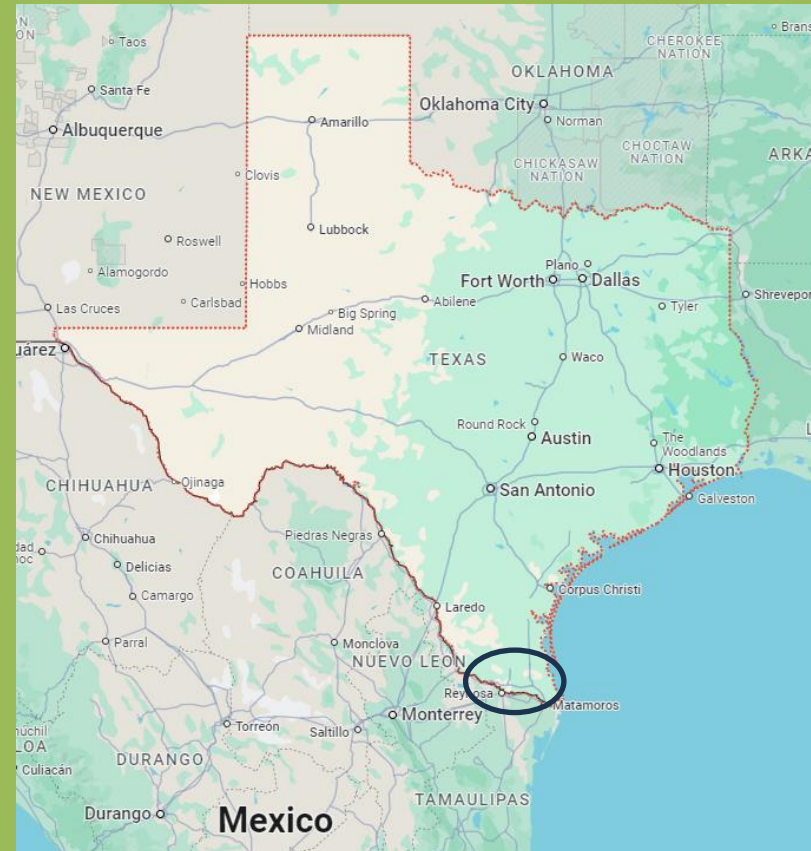 Taos
CHEROKEE
NATION
Santa Fe
OKLAHOMA
Oklahoma City
Amarillo
Norman
Albuquerque
CHICKASAW
NATION
CHOCTAW
NATION
ARKA
Clovis
NEW MEXICO
Lubbock
Roswell
Plano
Alamogordo
Hobbs
Fort Worth
Dallas
Carlsbad
Abilene
Shrevepor
Las Cruces
Big Spring
Tyler
Midland
uárez
TEXAS
Waco
Round Rock
Austin
The
Woodlands
Houston
CHIHUAHUA
Ojinaga
San Antonio
Galveston
Piedras Negras
Chihuahua
Delicias
COAHUILA
Camargo
Corpus Christi
Laredo
Parral
Monclova
NUEVO LEON
Reynosa
Matamoros
Monterrey
Torreón
Saltillo
DURANGO
Culiacán
TAMAULIPAS
Durango
Mexico